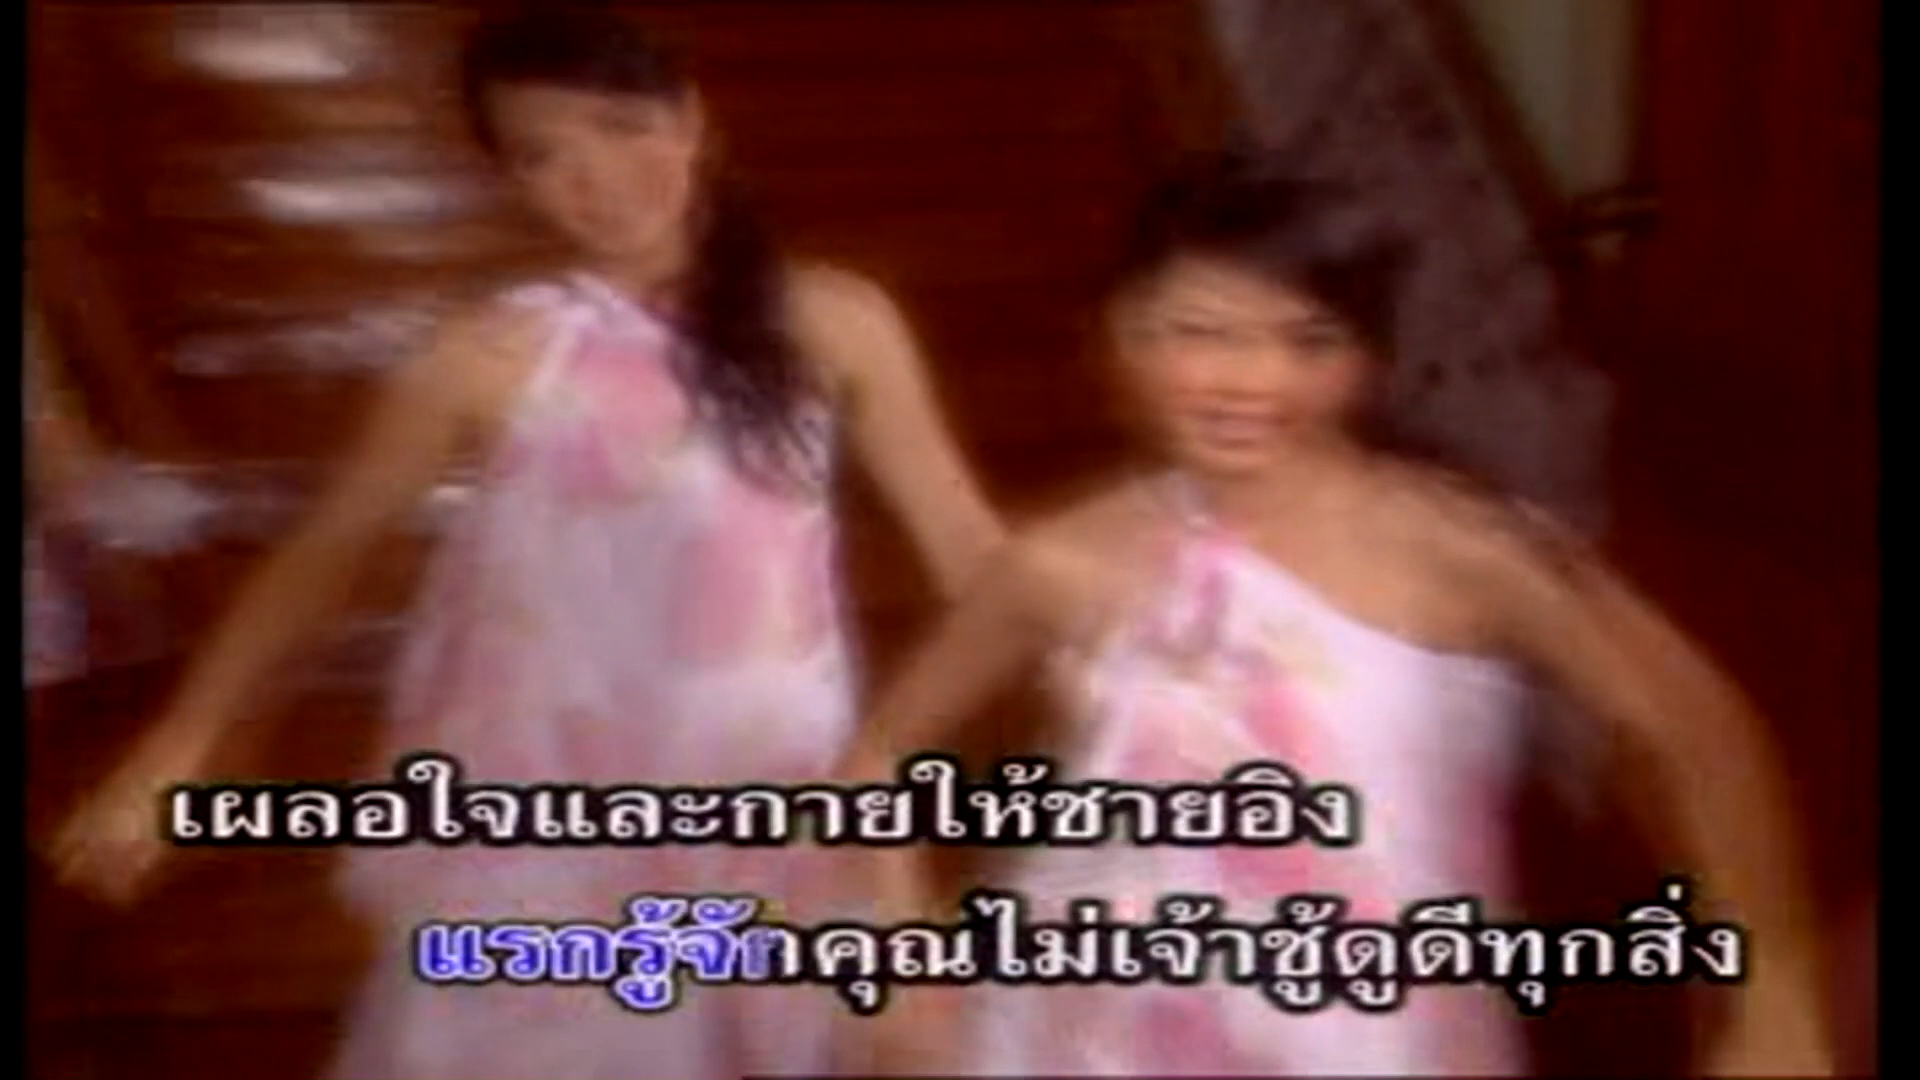 เผลอใจและกายให้ชายอิง
แรกรู้จักคุณไม่เจ้าชู้ดูดีทุกสิ่ง